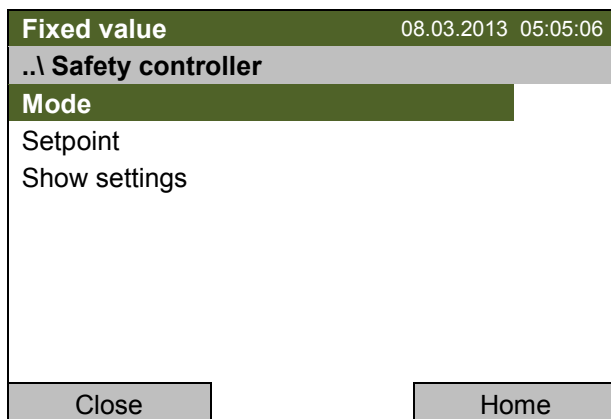 Fixed value 08.03.2013 05:05:06
..\ Safety controller
Mode
Setpoint
Show settings
Close Home